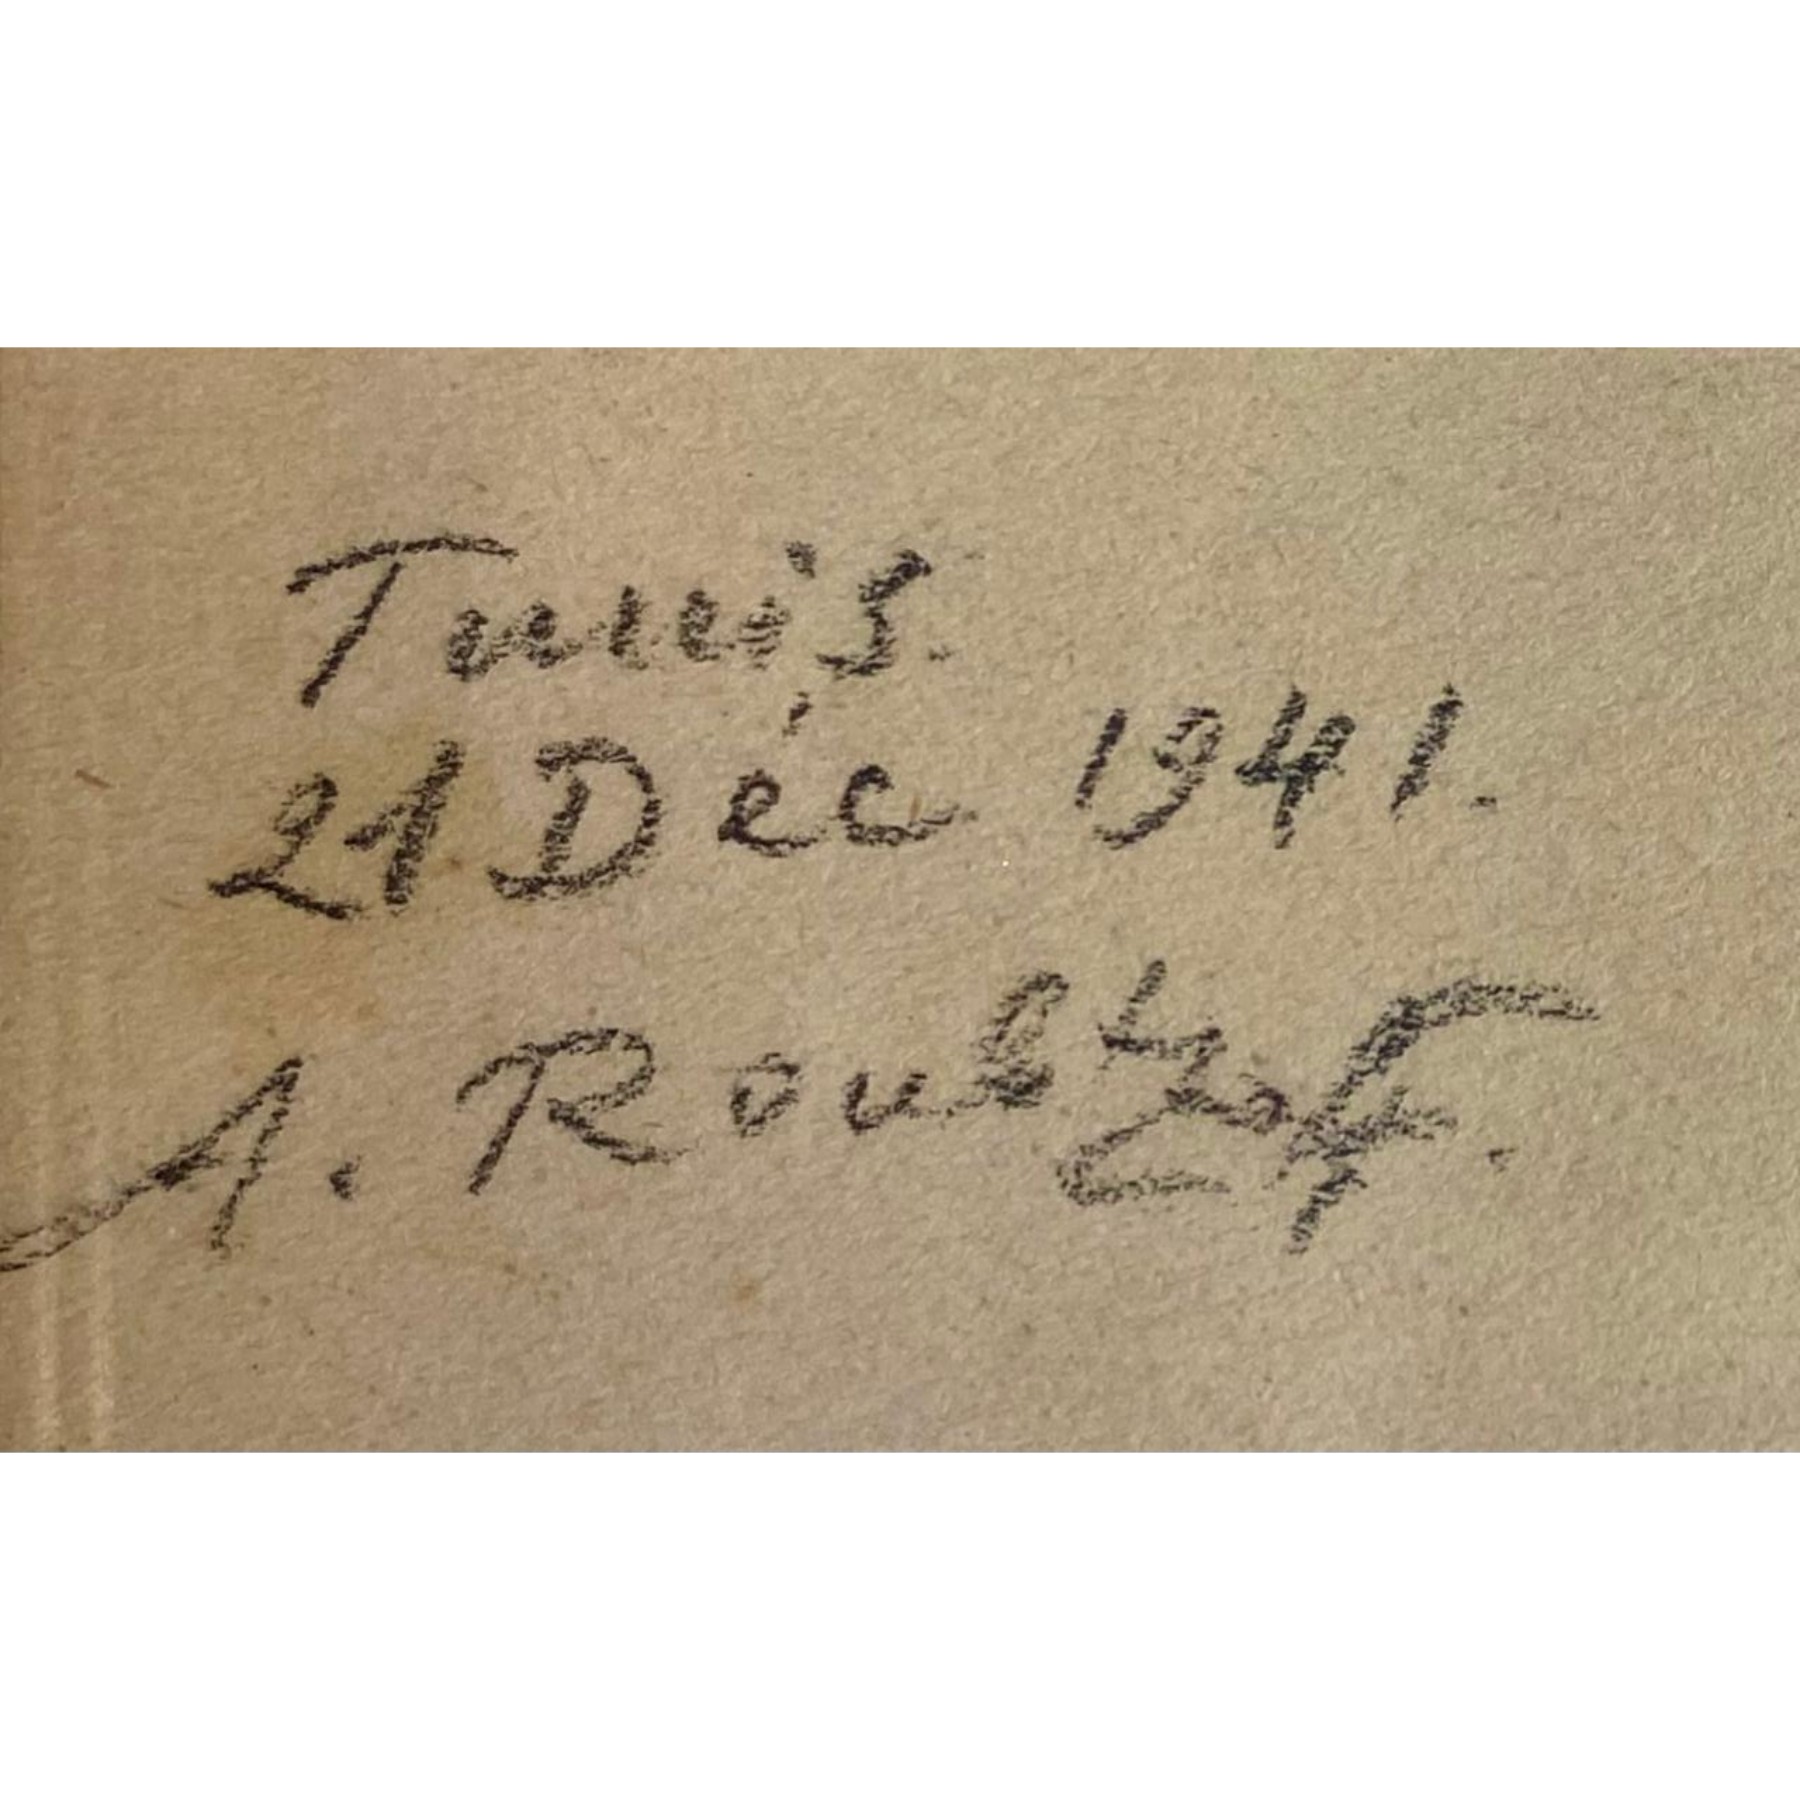 Tunis.
21 Déc 1941.
A. Roubtzoff.